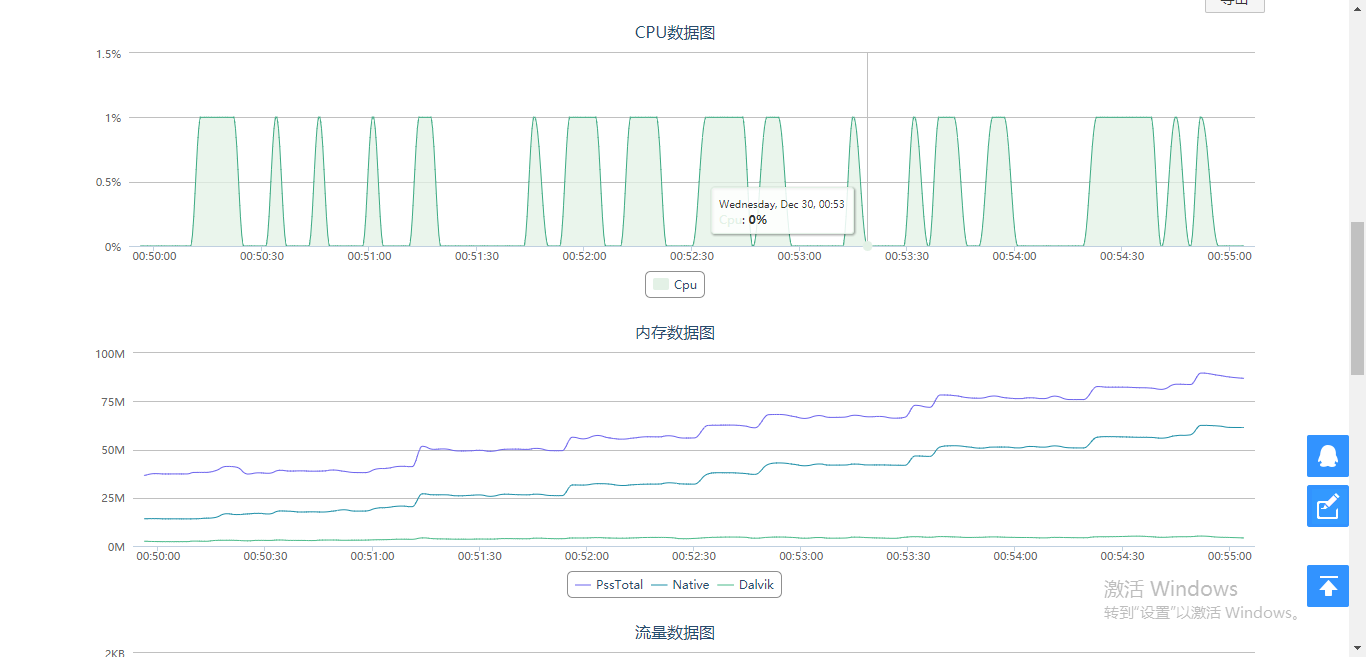 导出
CPU数据图
1.5%
1%
0.5%
0%
Wednesday, Dec 30, 00:53
Cpu: 0%
00:50:00 00:50:30 00:51:00 00:51:30 00:52:00 00:52:30 00:53:00 00:53:30 00:54:00 00:54:30 00:55:00
Cpu
内存数据图
100M
75M
50M
25M
0M
00:50:00 00:50:30 00:51:00 00:51:30 00:52:00 00:52:30 00:53:00 00:53:30 00:54:00 00:54:30 00:55:00
PssTotal Native Dalvik
激活 Windows
转到"设置"以激活 Windows。
流量数据图
2KB